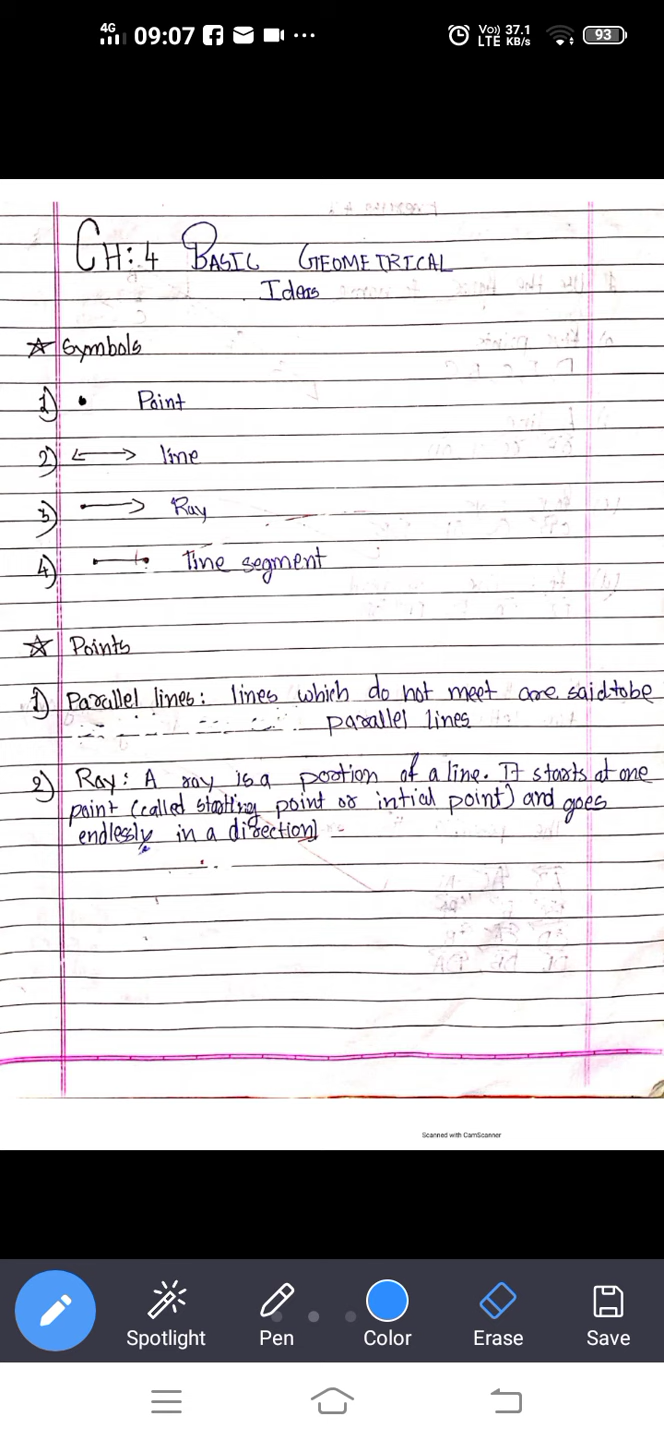 4G 09:07 ... Vo)) LTE 37.1 KB/s 93
CH:4 BASIC GEOMETRICAL
Ideas
☆ Symbols
1) • Point
2) ←→ line
3) •→ Ray
4) •—• line segment
☆ Points
1) Parallel lines: lines which do not meet are said to be
parallel lines
2) Ray: A ray is a portion of a line. It starts at one
point (called starting point or intial point) and goes
endlessly in a direction
Scanned with CamScanner
Spotlight Pen Color Erase Save